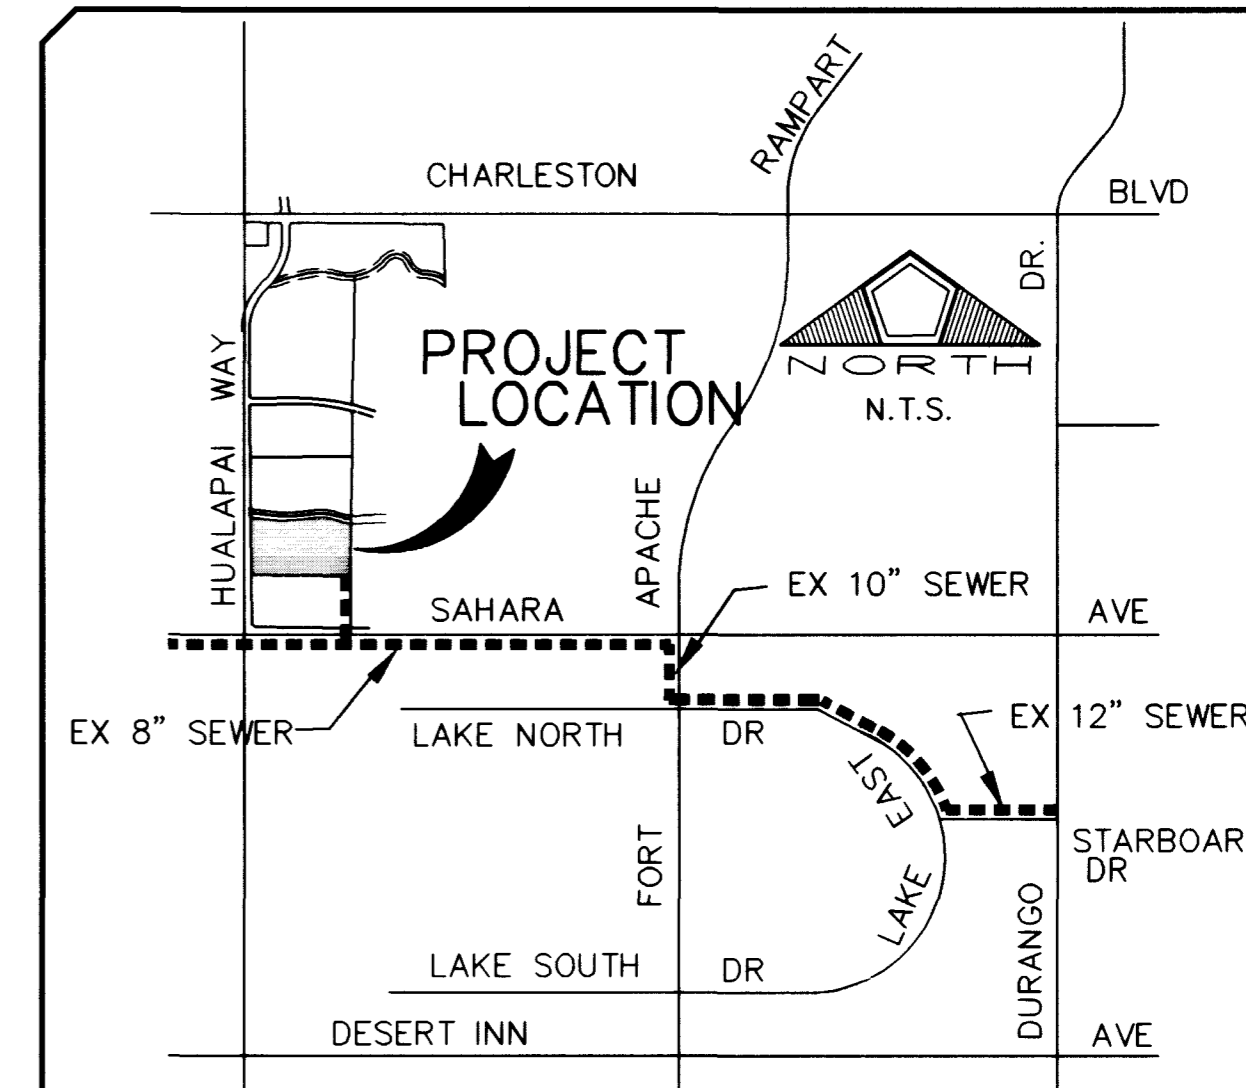 RAMPART
CHARLESTON
BLVD
DR.
NORTH
N.T.S.
PROJECT
LOCATION
HUALAPAI WAY
APACHE
EX 10” SEWER
SAHARA
AVE
EX 8” SEWER
LAKE NORTH DR
EX 12” SEWER
EAST
LAKE
STARBOAR
DR
FORT
DURANGO
LAKE SOUTH DR
DESERT INN
AVE